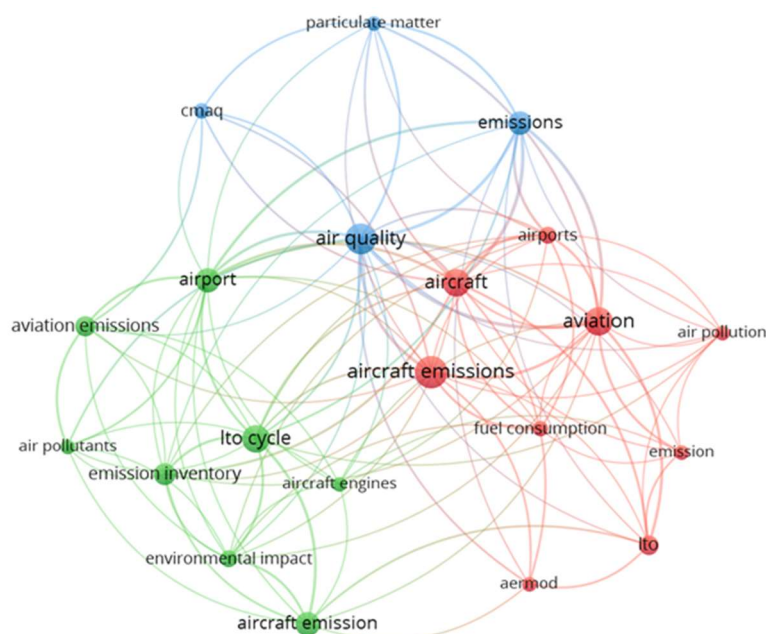 particulate matter
cmaq
emissions
air quality
airports
airport
aircraft
aviation emissions
aviation
air pollution
aircraft emissions
lto cycle
fuel consumption
air pollutants
emission
emission inventory
aircraft engines
lto
environmental impact
aermod
aircraft emission